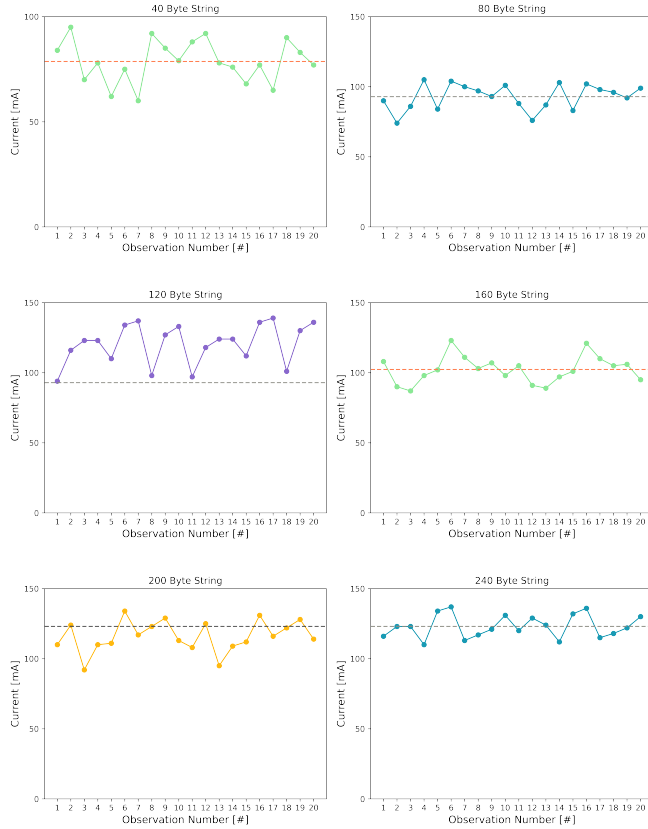 40 Byte String
100
50
0
Current [mA]
1 2 3 4 5 6 7 8 9 10 11 12 13 14 15 16 17 18 19 20
Observation Number [#]
80 Byte String
150
100
50
0
Current [mA]
1 2 3 4 5 6 7 8 9 10 11 12 13 14 15 16 17 18 19 20
Observation Number [#]
120 Byte String
150
100
50
0
Current [mA]
1 2 3 4 5 6 7 8 9 10 11 12 13 14 15 16 17 18 19 20
Observation Number [#]
160 Byte String
150
100
50
0
Current [mA]
1 2 3 4 5 6 7 8 9 10 11 12 13 14 15 16 17 18 19 20
Observation Number [#]
200 Byte String
150
100
50
0
Current [mA]
1 2 3 4 5 6 7 8 9 10 11 12 13 14 15 16 17 18 19 20
Observation Number [#]
240 Byte String
150
100
50
0
Current [mA]
1 2 3 4 5 6 7 8 9 10 11 12 13 14 15 16 17 18 19 20
Observation Number [#]